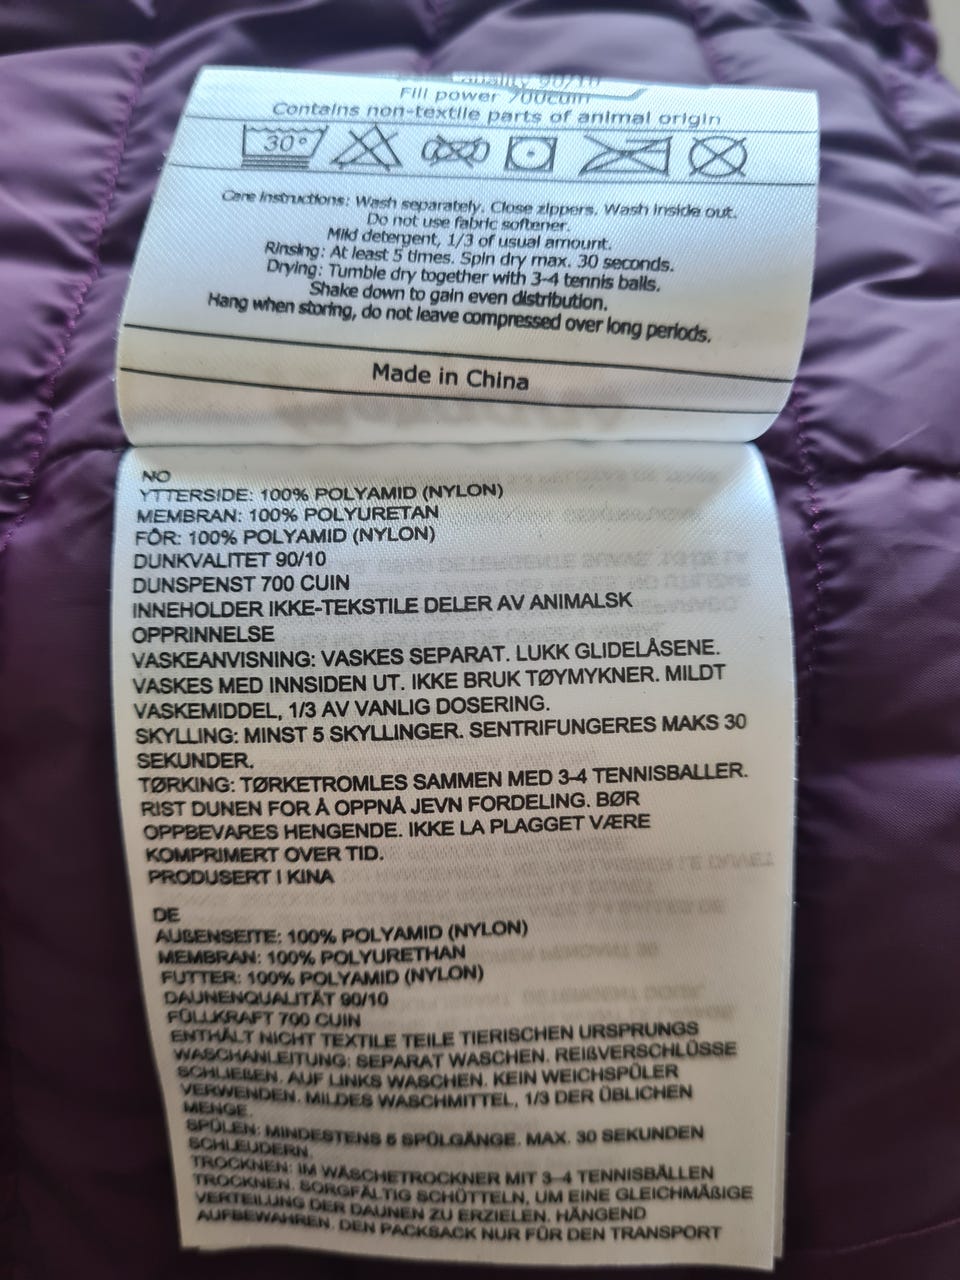 Fill power 700cuin
Contains non-textile parts of animal origin
30°
Care Instructions: Wash separately. Close zippers. Wash inside out.
Do not use fabric softener.
Mild detergent, 1/3 of usual amount.
Rinsing: At least 5 times. Spin dry max. 30 seconds.
Drying: Tumble dry together with 3-4 tennis balls.
Shake down to gain even distribution.
Hang when storing, do not leave compressed over long periods.
Made in China
NO
YTTERSIDE: 100% POLYAMID (NYLON)
MEMBRAN: 100% POLYURETAN
FÔR: 100% POLYAMID (NYLON)
DUNKVALITET 90/10
DUNSPENST 700 CUIN
INNEHOLDER IKKE-TEKSTILE DELER AV ANIMALSK
OPPRINNELSE
VASKEANVISNING: VASKES SEPARAT. LUKK GLIDELÅSENE.
VASKES MED INNSIDEN UT. IKKE BRUK TØYMYKNER. MILDT
VASKEMIDDEL, 1/3 AV VANLIG DOSERING.
SKYLLING: MINST 5 SKYLLINGER. SENTRIFUNGERES MAKS 30
SEKUNDER.
TØRKING: TØRKETROMLES SAMMEN MED 3-4 TENNISBALLER.
RIST DUNEN FOR Å OPPNÅ JEVN FORDELING. BØR
OPPBEVARES HENGENDE. IKKE LA PLAGGET VÆRE
KOMPRIMERT OVER TID.
PRODUSERT I KINA
DE
AUßENSEITE: 100% POLYAMID (NYLON)
MEMBRAN: 100% POLYURETHAN
FUTTER: 100% POLYAMID (NYLON)
DAUNENQUALITÄT 90/10
FÜLLKRAFT 700 CUIN
ENTHÄLT NICHT TEXTILE TEILE TIERISCHEN URSPRUNGS
WASCHANLEITUNG: SEPARAT WASCHEN. REIßVERSCHLÜSSE
SCHLIEßEN. AUF LINKS WASCHEN. KEIN WEICHSPÜLER
VERWENDEN. MILDES WASCHMITTEL, 1/3 DER ÜBLICHEN
MENGE.
SPÜLEN: MINDESTENS 5 SPÜLGÄNGE. MAX. 30 SEKUNDEN
SCHLEUDERN.
TROCKNEN: IM WÄSCHETROCKNER MIT 3-4 TENNISBÄLLEN
TROCKNEN. SORGFÄLTIG SCHÜTTELN, UM EINE GLEICHMÄßIGE
VERTEILUNG DER DAUNEN ZU ERZIELEN. HÄNGEND
AUFBEWAHREN. DEN PACKSACK NUR FÜR DEN TRANSPORT